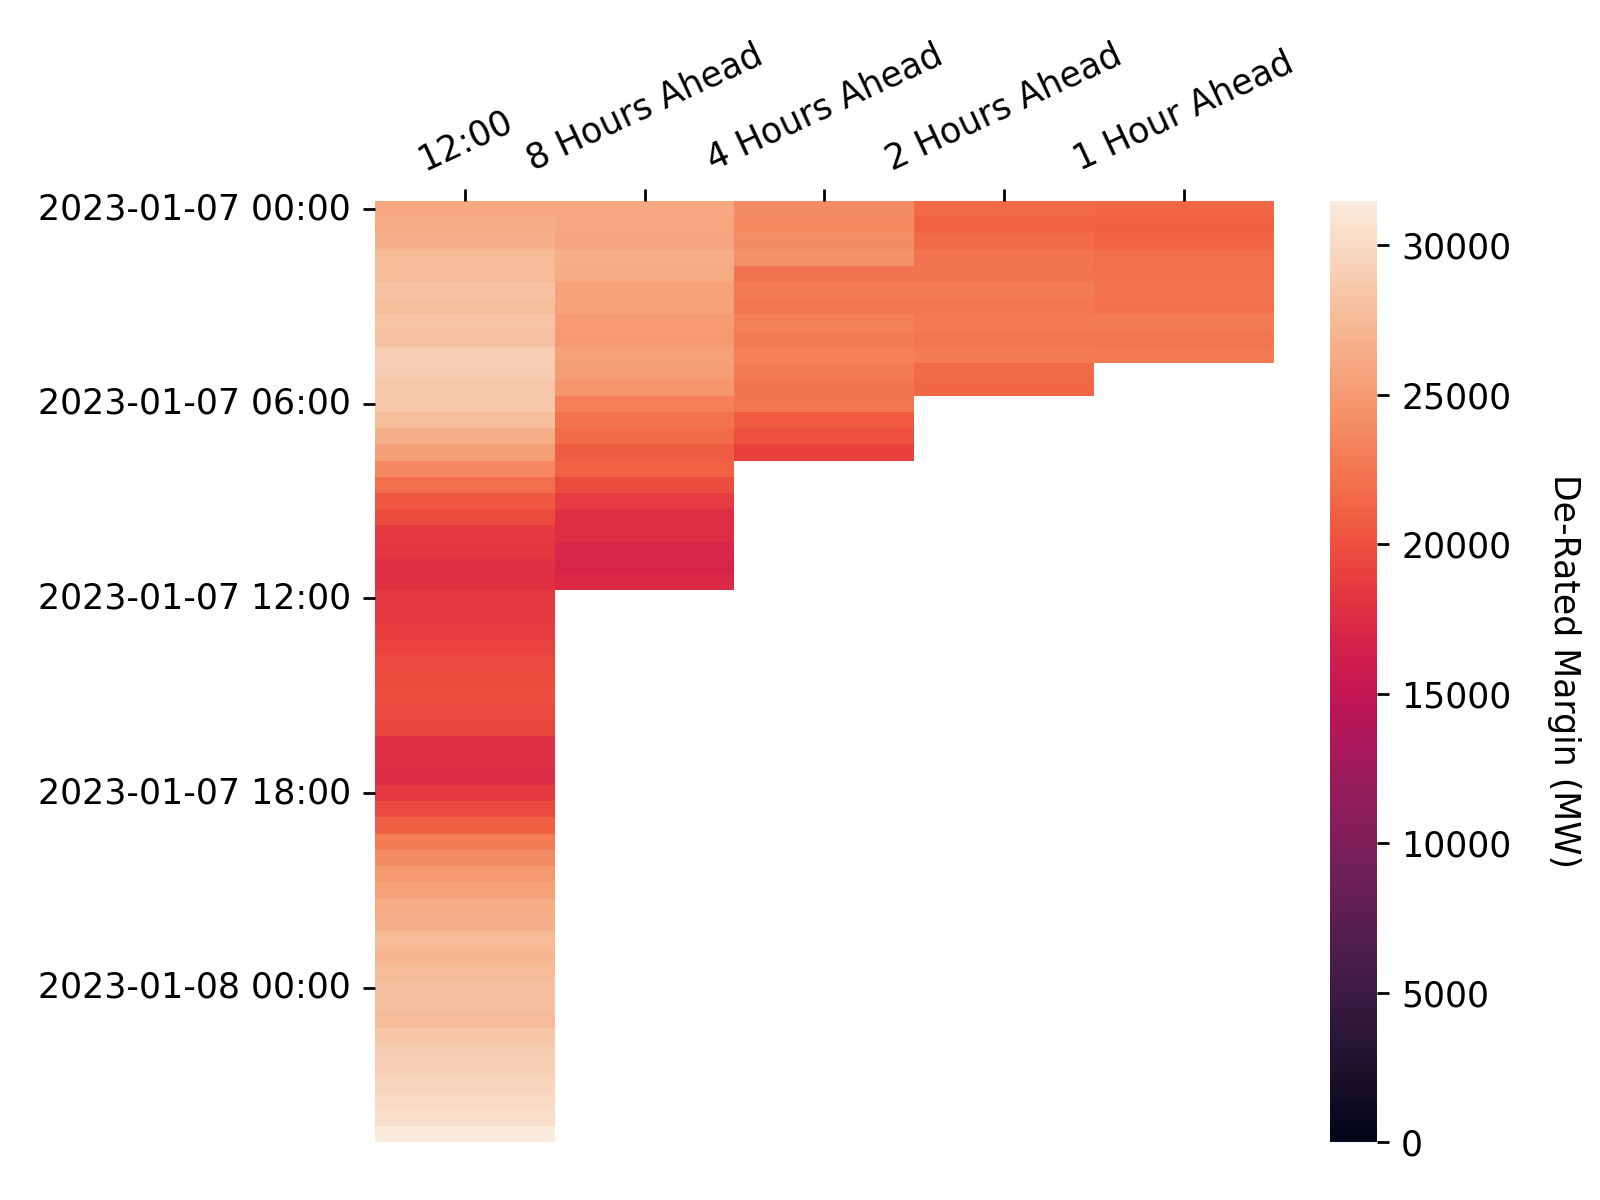 12:00
8 Hours Ahead
4 Hours Ahead
2 Hours Ahead
1 Hour Ahead
2023-01-07 00:00
2023-01-07 06:00
2023-01-07 12:00
2023-01-07 18:00
2023-01-08 00:00
30000
25000
20000
15000
10000
5000
0
De-Rated Margin (MW)